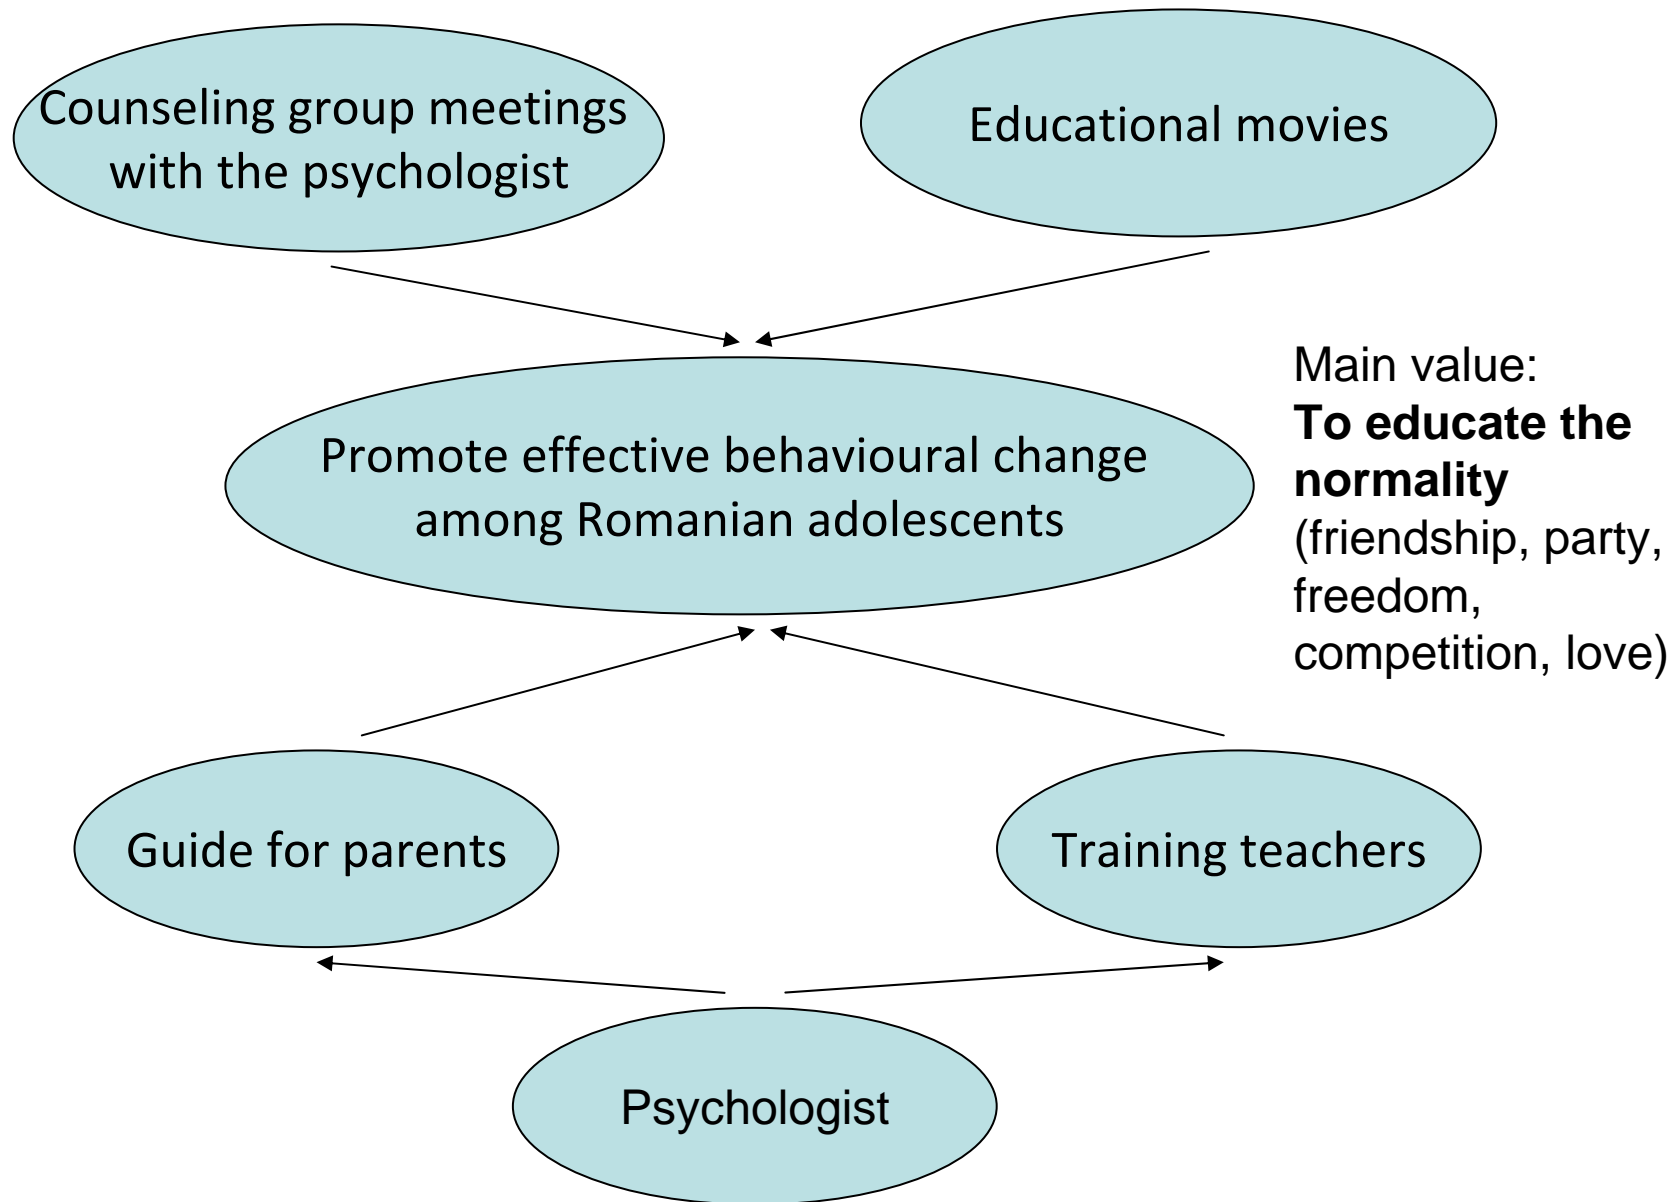 Counseling group meetings
with the psychologist
Educational movies
Promote effective behavioural change
among Romanian adolescents
Main value:
To educate the
normality
(friendship, party,
freedom,
competition, love)
Guide for parents
Training teachers
Psychologist